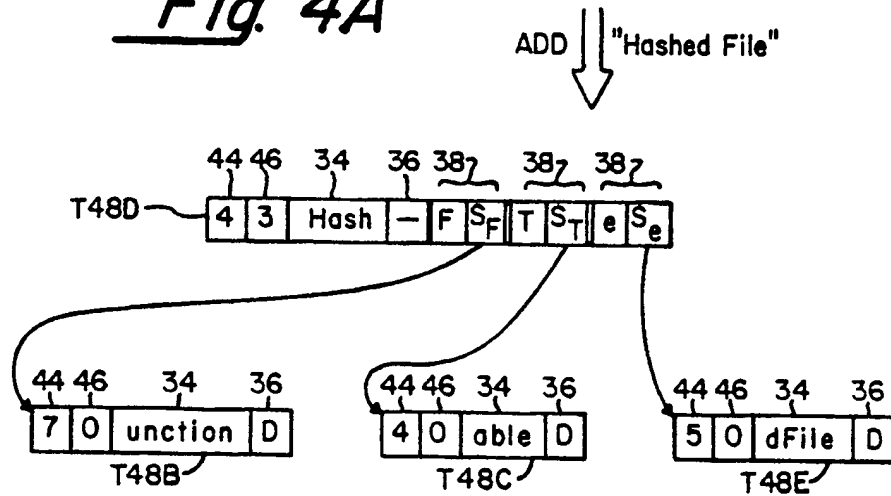 Fig. 4A
ADD "Hashed File"
44 46 34 36 38 38 38
T48D 4 3 Hash — F SF T ST e Se
44 46 34 36 44 46 34 36 44 46 34 36
7 0 unction D 4 0 able D 5 0 dFile D
T48B T48C T48E